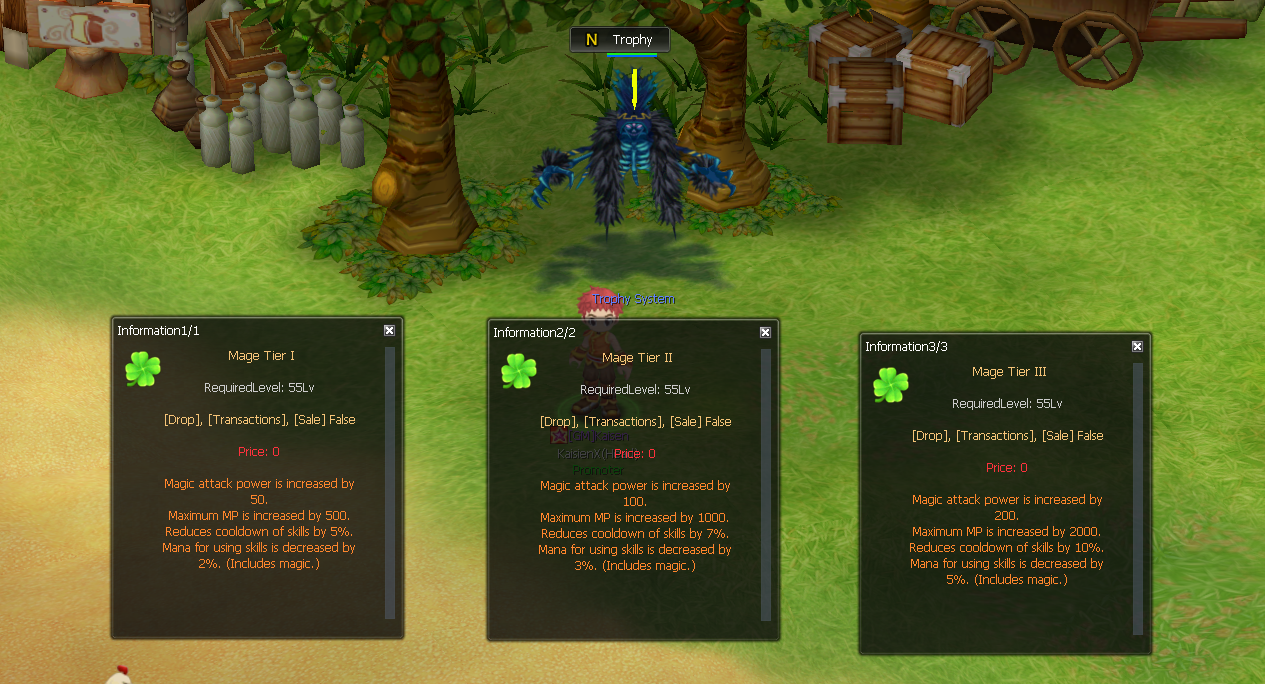 N Trophy
Trophy System
Information1/1
Mage Tier I
RequiredLevel: 55Lv
[Drop], [Transactions], [Sale] False
Price: 0
Magic attack power is increased by
50.
Maximum MP is increased by 500.
Reduces cooldown of skills by 5%.
Mana for using skills is decreased by
2%. (Includes magic.)
Information2/2
Mage Tier II
RequiredLevel: 55Lv
[Drop], [Transactions], [Sale] False
[GM]Kaisen
Price: 0
Promoter
Magic attack power is increased by
100.
Maximum MP is increased by 1000.
Reduces cooldown of skills by 7%.
Mana for using skills is decreased by
3%. (Includes magic.)
Information3/3
Mage Tier III
RequiredLevel: 55Lv
[Drop], [Transactions], [Sale] False
Price: 0
Magic attack power is increased by
200.
Maximum MP is increased by 2000.
Reduces cooldown of skills by 10%.
Mana for using skills is decreased by
5%. (Includes magic.)